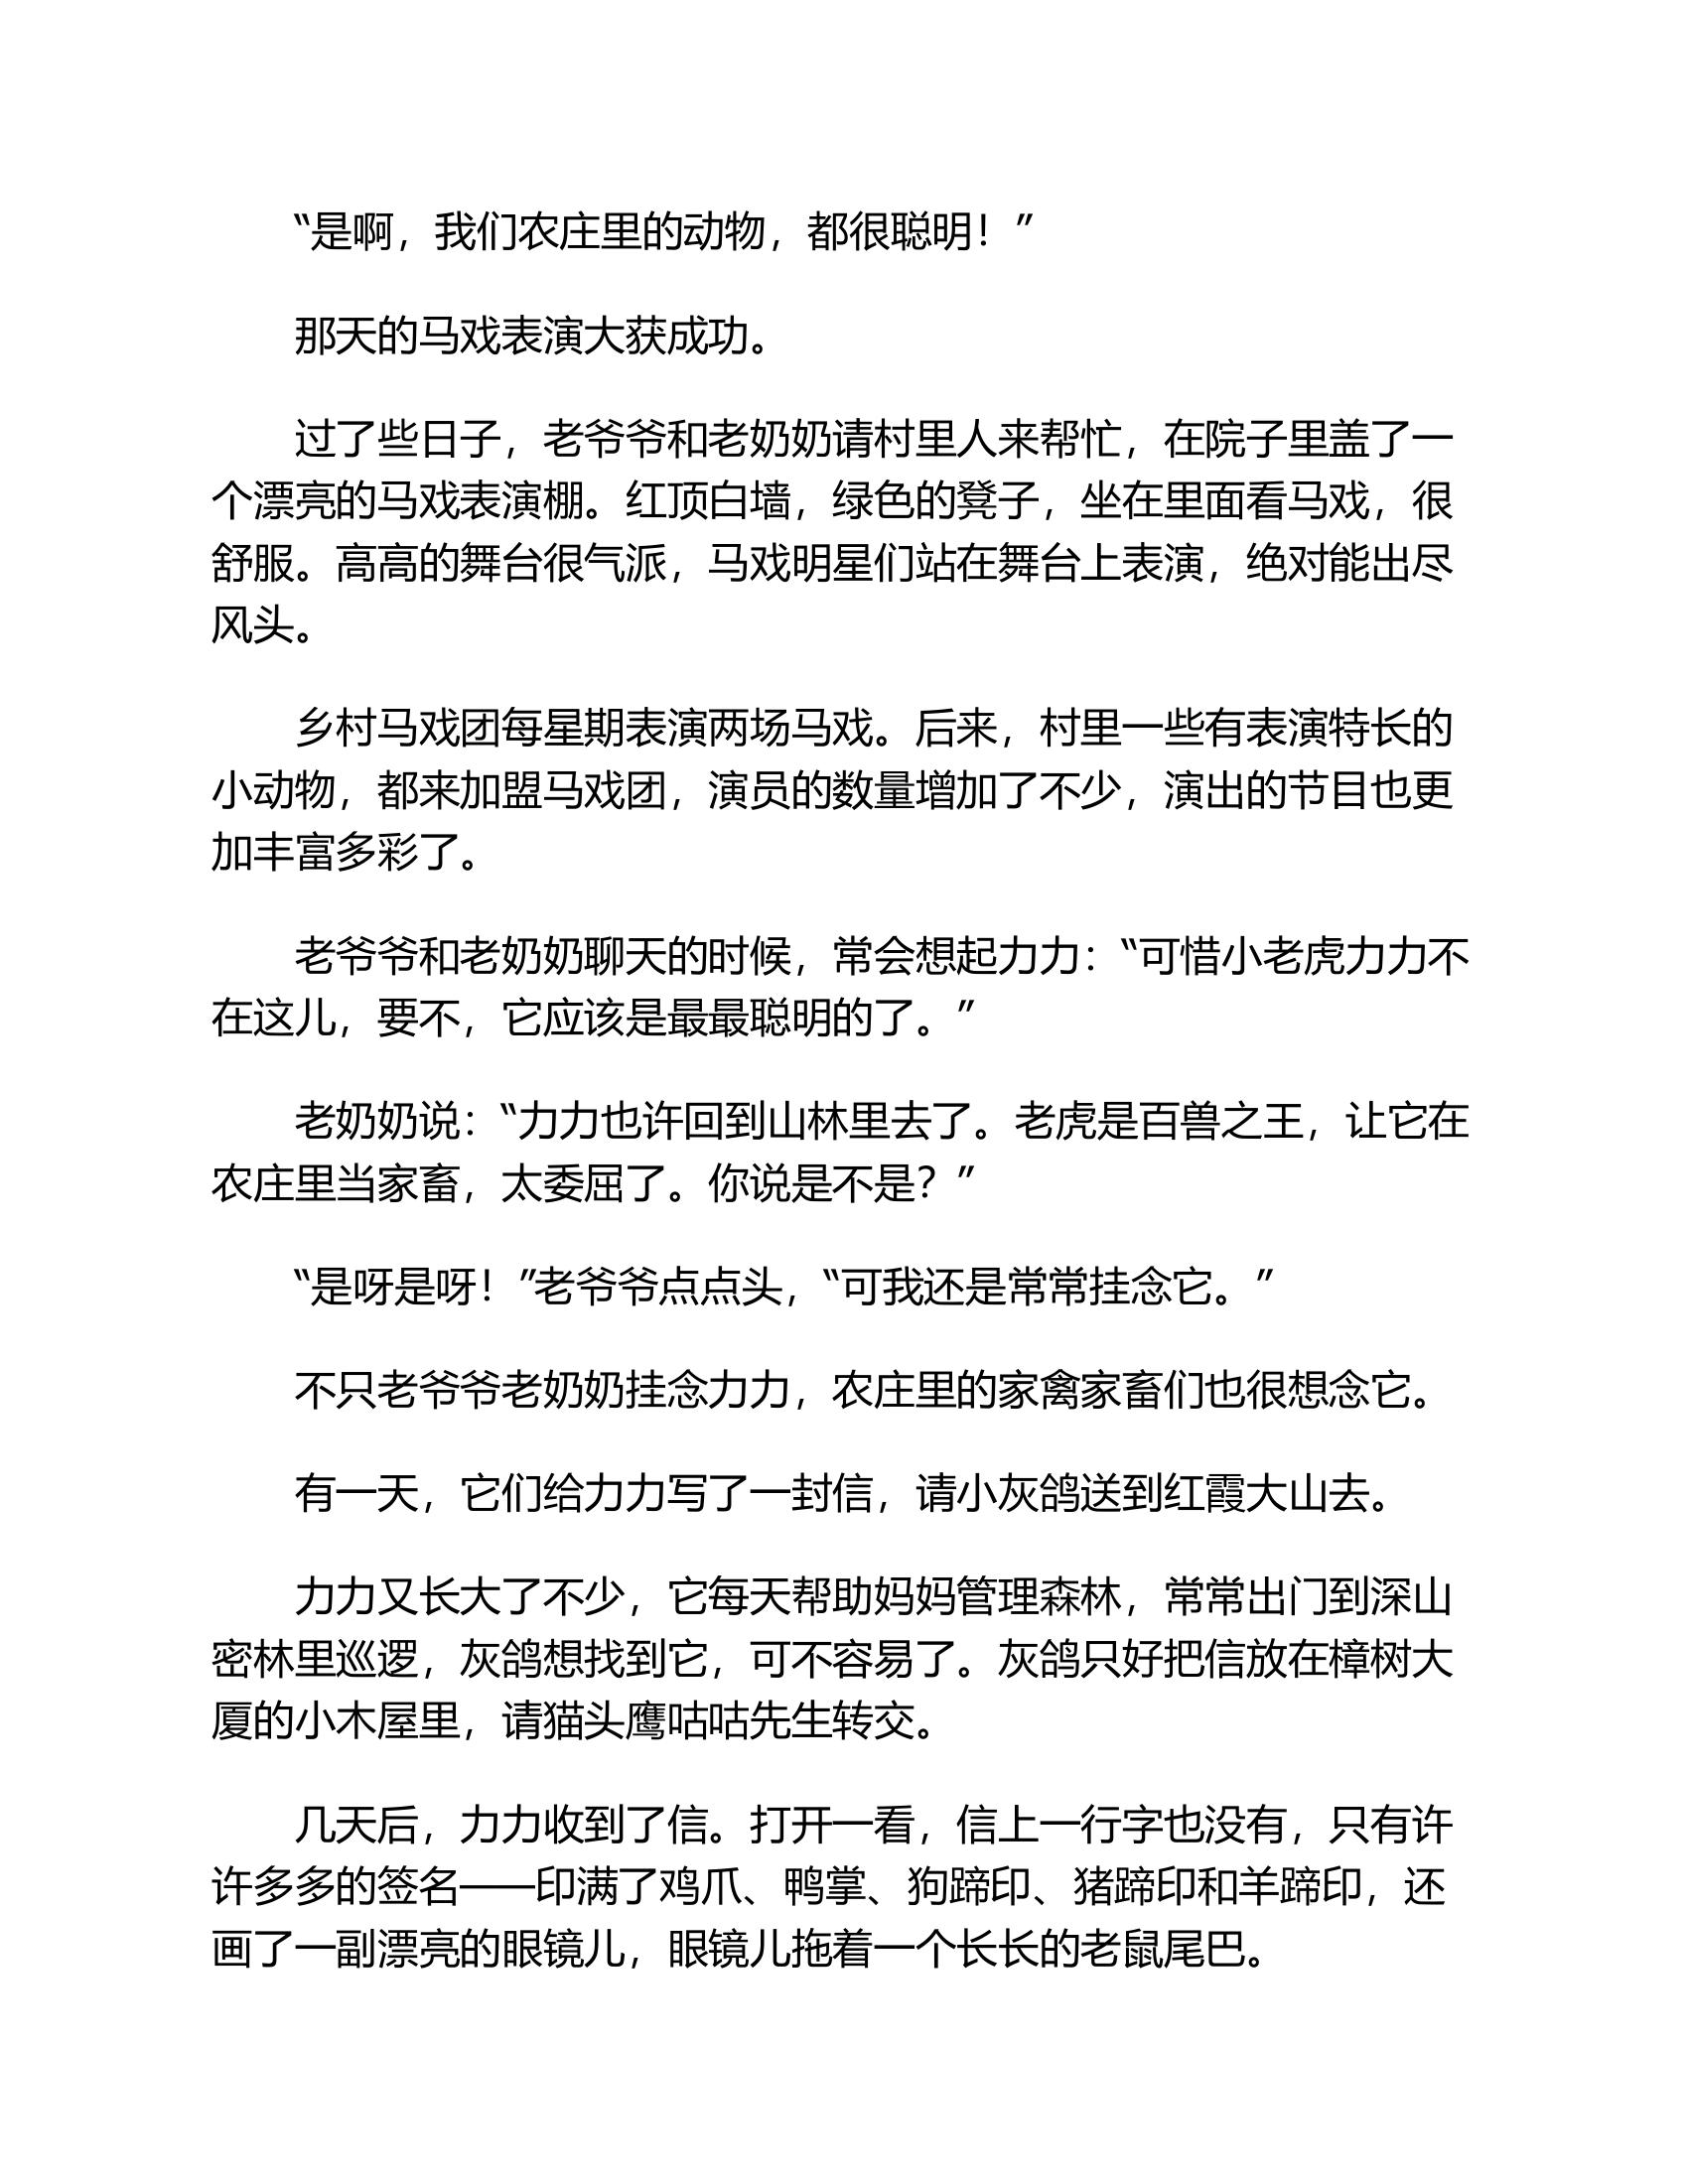 “是啊，我们农庄里的动物，都很聪明！”
那天的马戏表演大获成功。
过了些日子，老爷爷和老奶奶请村里人来帮忙，在院子里盖了一
个漂亮的马戏表演棚。红顶白墙，绿色的凳子，坐在里面看马戏，很
舒服。高高的舞台很气派，马戏明星们站在舞台上表演，绝对能出尽
风头。
乡村马戏团每星期表演两场马戏。后来，村里一些有表演特长的
小动物，都来加盟马戏团，演员的数量增加了不少，演出的节目也更
加丰富多彩了。
老爷爷和老奶奶聊天的时候，常会想起力力：“可惜小老虎力力不
在这儿，要不，它应该是最最聪明的了。”
老奶奶说：“力力也许回到山林里去了。老虎是百兽之王，让它在
农庄里当家畜，太委屈了。你说是不是？”
“是呀是呀！”老爷爷点点头，“可我还是常常挂念它。”
不只老爷爷老奶奶挂念力力，农庄里的家禽家畜们也很想念它。
有一天，它们给力力写了一封信，请小灰鸽送到红霞大山去。
力力又长大了不少，它每天帮助妈妈管理森林，常常出门到深山
密林里巡逻，灰鸽想找到它，可不容易了。灰鸽只好把信放在樟树大
厦的小木屋里，请猫头鹰咕咕先生转交。
几天后，力力收到了信。打开一看，信上一行字也没有，只有许
许多多的签名——印满了鸡爪、鸭掌、狗蹄印、猪蹄印和羊蹄印，还
画了一副漂亮的眼镜儿，眼镜儿拖着一个长长的老鼠尾巴。